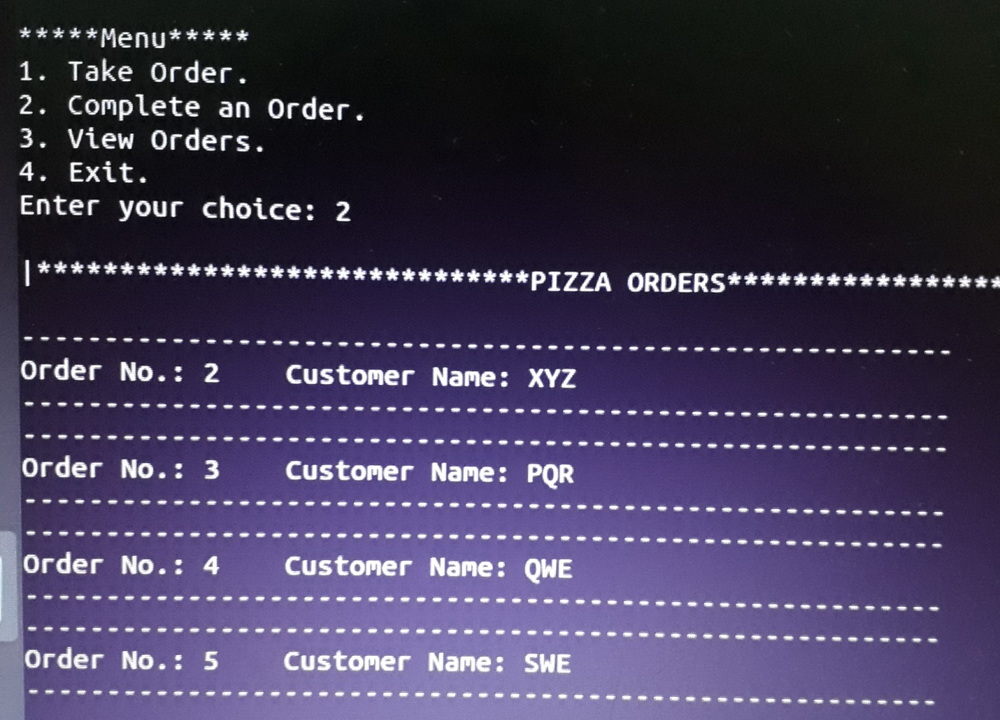 *****Menu*****
1. Take Order.
2. Complete an Order.
3. View Orders.
4. Exit.
Enter your choice: 2
|******************************PIZZA ORDERS*****************
--------------------------------------------------------
Order No.: 2    Customer Name: XYZ
--------------------------------------------------------
--------------------------------------------------------
Order No.: 3    Customer Name: PQR
--------------------------------------------------------
--------------------------------------------------------
Order No.: 4    Customer Name: QWE
--------------------------------------------------------
--------------------------------------------------------
Order No.: 5    Customer Name: SWE
--------------------------------------------------------